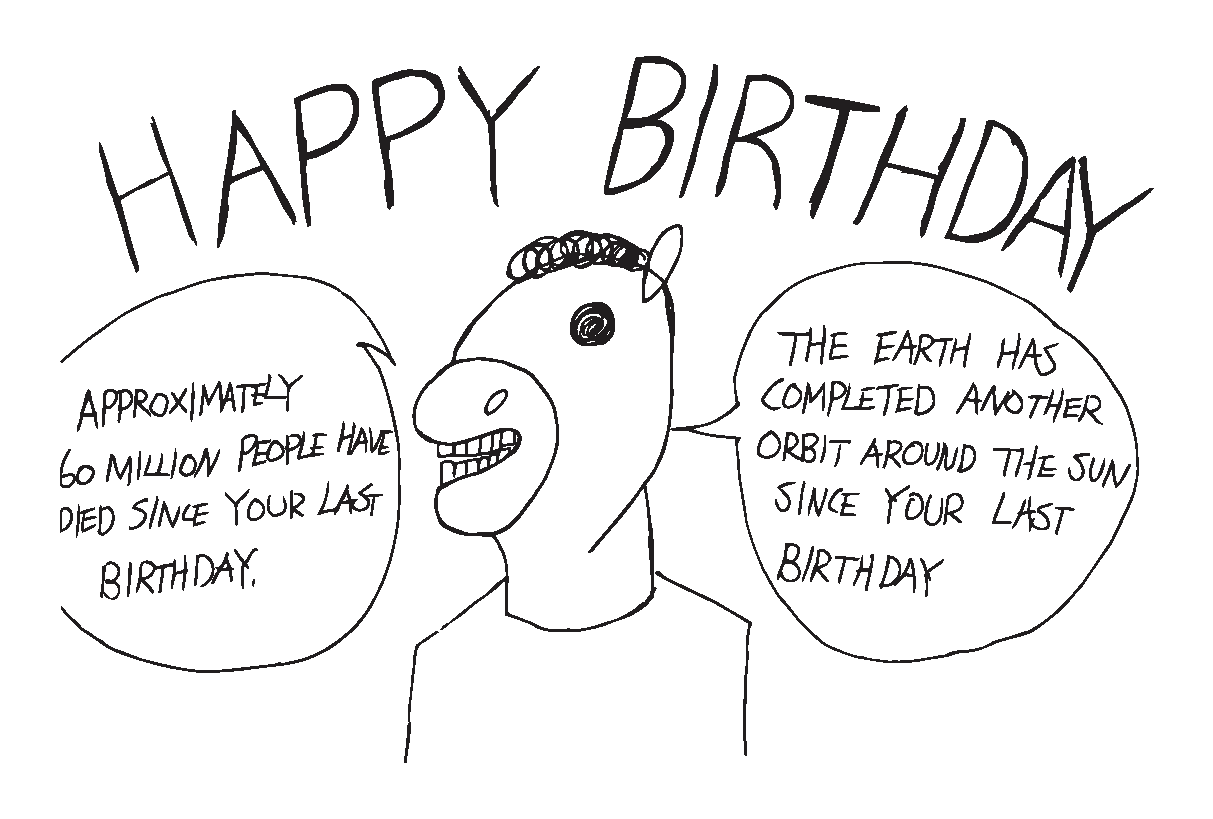 HAPPY BIRTHDAY
APPROXIMATELY
60 MILLION PEOPLE HAVE
DIED SINCE YOUR LAST
BIRTHDAY.
THE EARTH HAS
COMPLETED ANOTHER
ORBIT AROUND THE SUN
SINCE YOUR LAST
BIRTHDAY